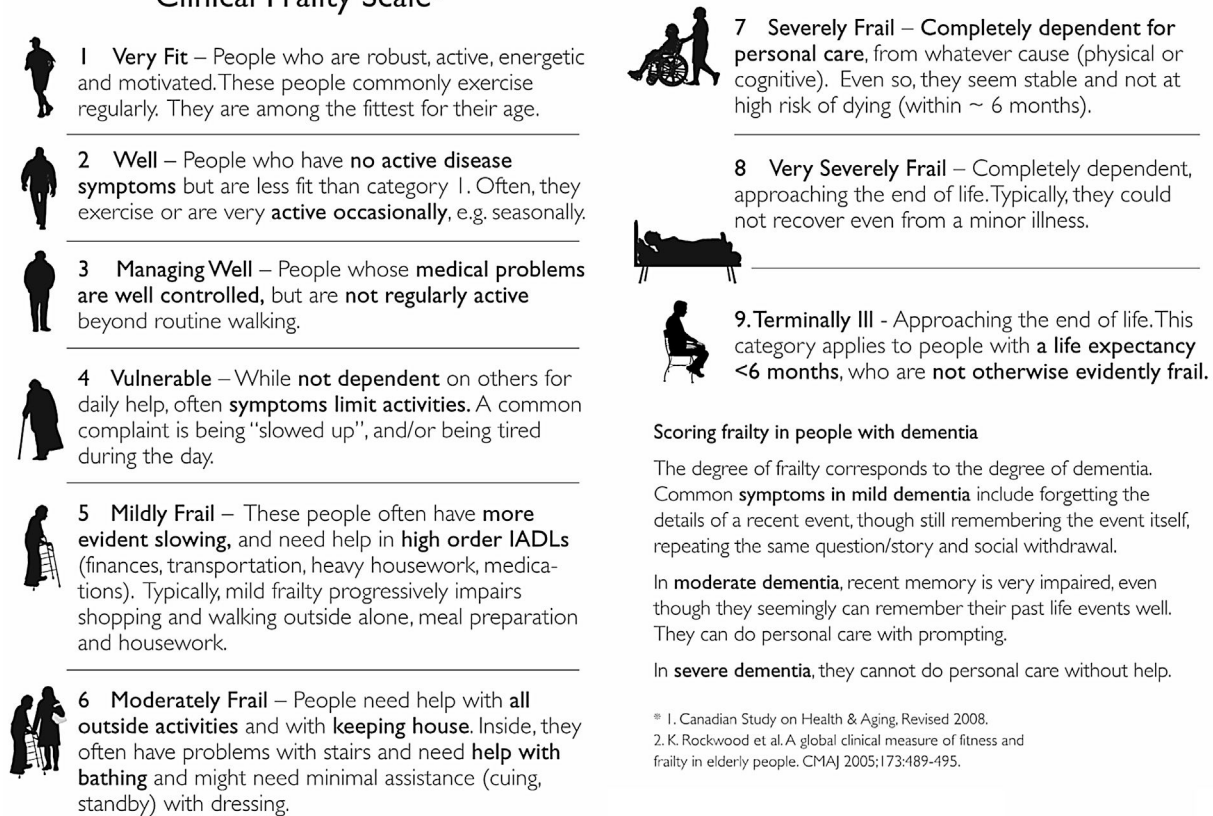 Clinical Frailty Scale
1 Very Fit – People who are robust, active, energetic
and motivated. These people commonly exercise
regularly. They are among the fittest for their age.
2 Well – People who have no active disease
symptoms but are less fit than category 1. Often, they
exercise or are very active occasionally, e.g. seasonally.
3 Managing Well – People whose medical problems
are well controlled, but are not regularly active
beyond routine walking.
4 Vulnerable – While not dependent on others for
daily help, often symptoms limit activities. A common
complaint is being “slowed up”, and/or being tired
during the day.
5 Mildly Frail – These people often have more
evident slowing, and need help in high order IADLs
(finances, transportation, heavy housework, medica-
tions). Typically, mild frailty progressively impairs
shopping and walking outside alone, meal preparation
and housework.
6 Moderately Frail – People need help with all
outside activities and with keeping house. Inside, they
often have problems with stairs and need help with
bathing and might need minimal assistance (cuing,
standby) with dressing.
7 Severely Frail – Completely dependent for
personal care, from whatever cause (physical or
cognitive). Even so, they seem stable and not at
high risk of dying (within ~ 6 months).
8 Very Severely Frail – Completely dependent,
approaching the end of life. Typically, they could
not recover even from a minor illness.
9. Terminally Ill - Approaching the end of life. This
category applies to people with a life expectancy
<6 months, who are not otherwise evidently frail.
Scoring frailty in people with dementia
The degree of frailty corresponds to the degree of dementia.
Common symptoms in mild dementia include forgetting the
details of a recent event, though still remembering the event itself,
repeating the same question/story and social withdrawal.
In moderate dementia, recent memory is very impaired, even
though they seemingly can remember their past life events well.
They can do personal care with prompting.
In severe dementia, they cannot do personal care without help.
* 1. Canadian Study on Health & Aging, Revised 2008.
2. K. Rockwood et al. A global clinical measure of fitness and
frailty in elderly people. CMAJ 2005;173:489-495.